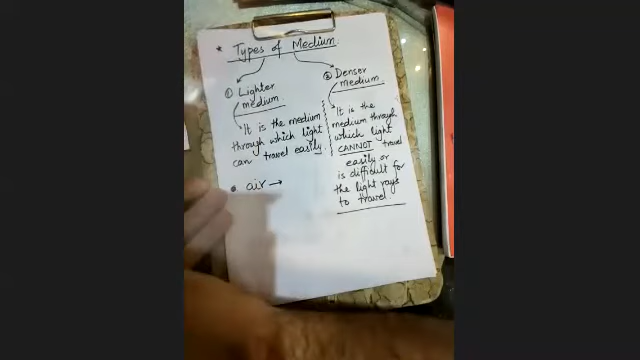 * Types of Medium
① Lighter
medium
It is the medium
through which light
can travel easily.
• air →
② Denser
medium
It is the
medium through
which light
CANNOT travel
easily or
is difficult for
the light rays
to travel.